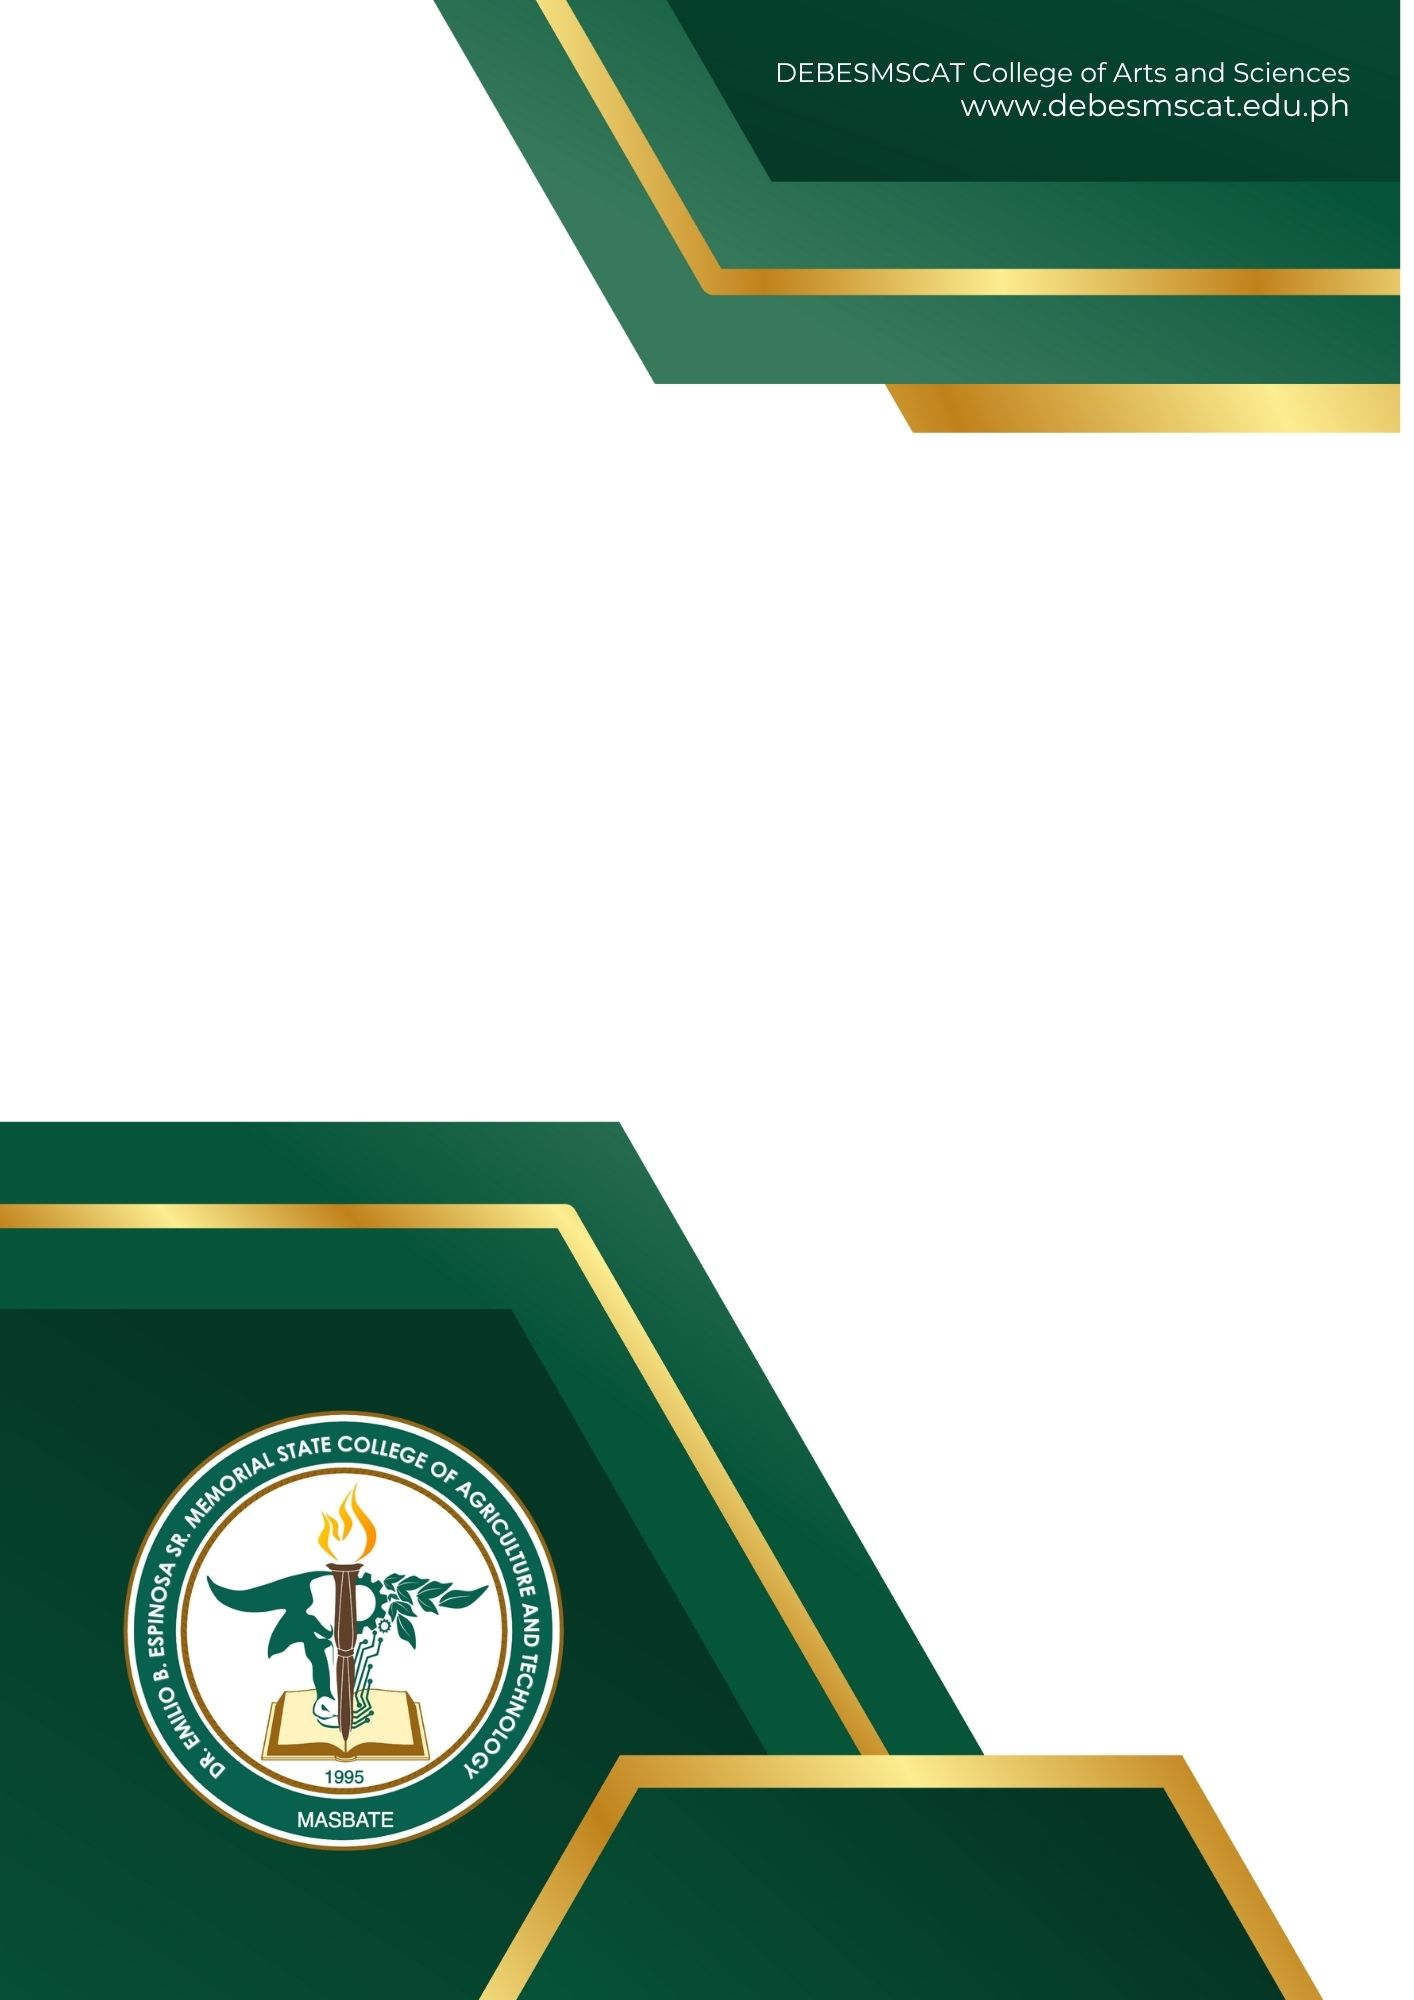 DEBESMSCAT College of Arts and Sciences
www.debesmscat.edu.ph
DR. EMILIO B. ESPINOSA SR. MEMORIAL STATE COLLEGE OF AGRICULTURE AND TECHNOLOGY
1995
MASBATE